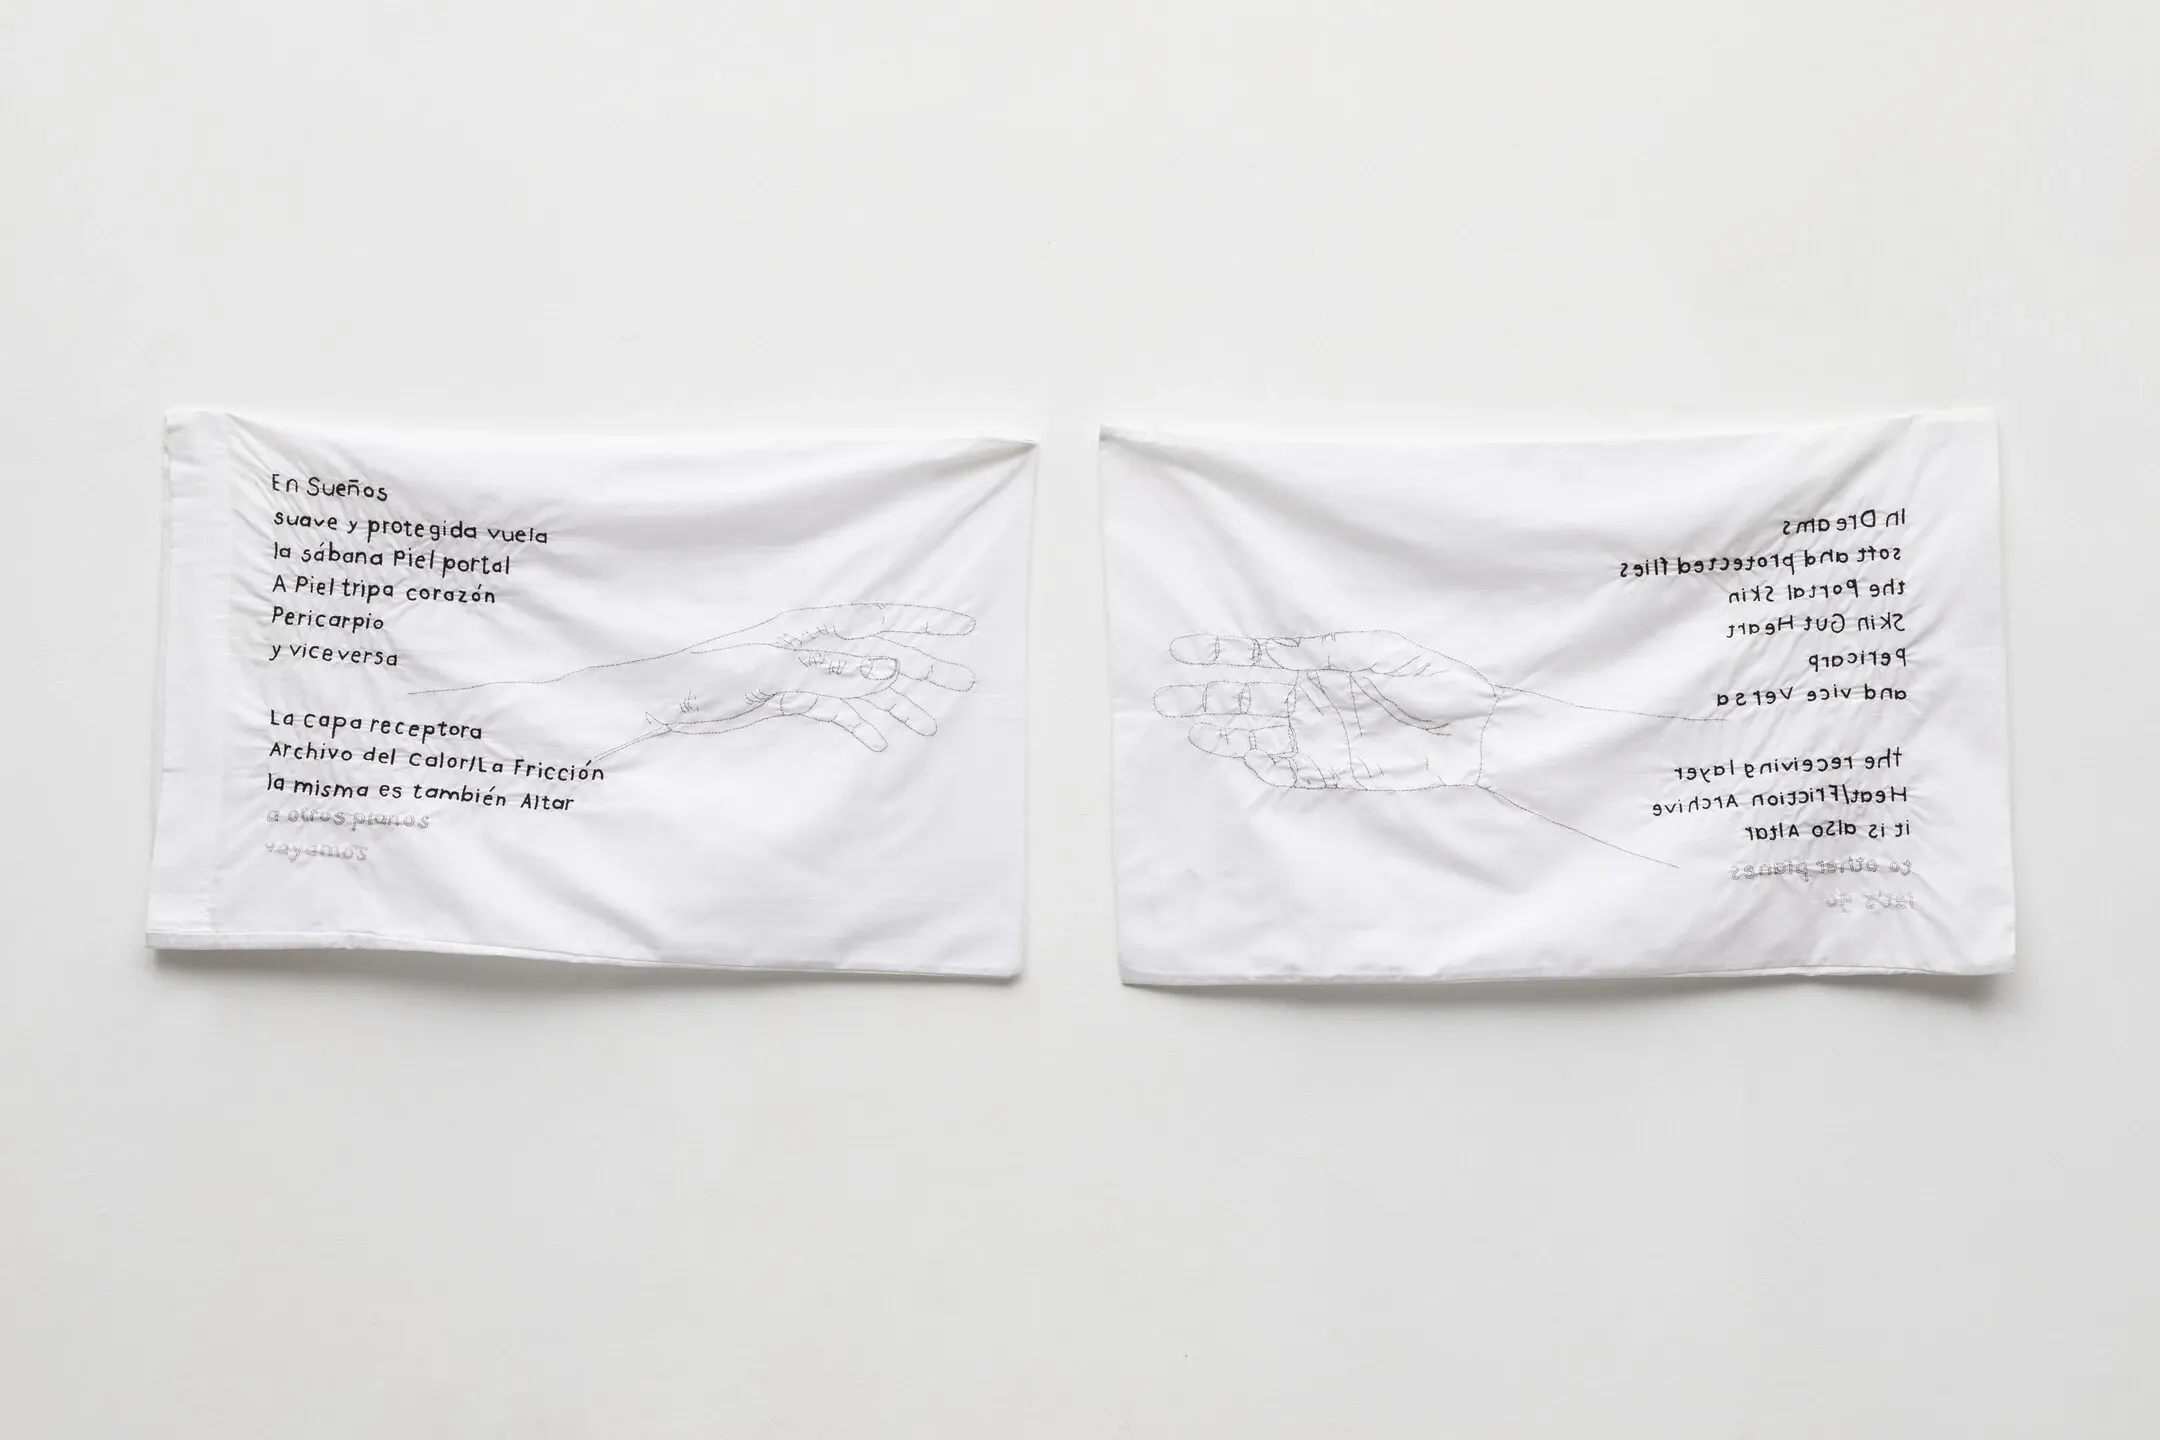 En Sueños
suave y protegida vuela
la sábana Piel portal
A Piel tripa corazón
Pericarpio
y viceversa
La capa receptora
Archivo del Calor/La Fricción
la misma es también Altar
a otros planos
vayamos
In Dreams
soft and protected flies
the Portal Skin
Skin Gut Heart
Pericarp
and vice versa
the receiving layer
Heat/Friction Archive
it is also Altar
to other planes
let's go